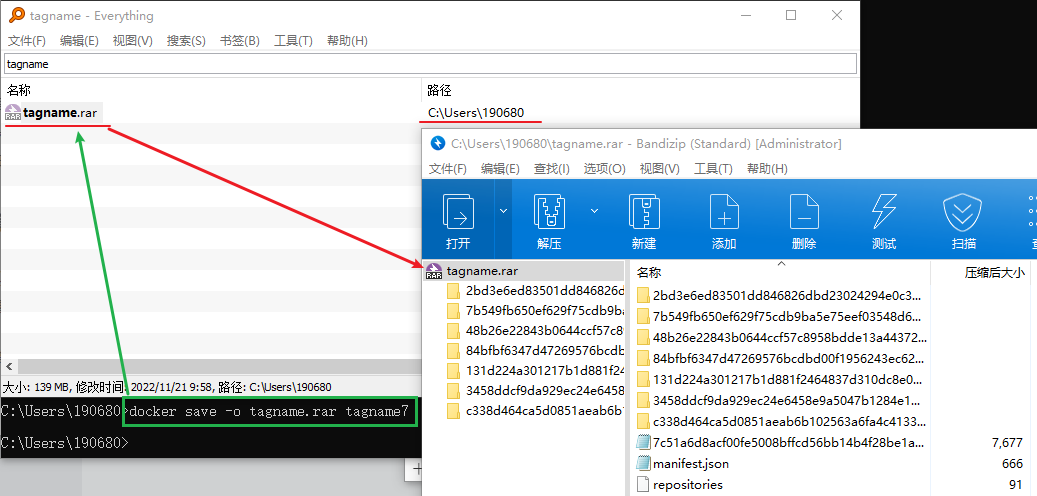 tagname - Everything
文件(F) 编辑(E) 视图(V) 搜索(S) 书签(B) 工具(T) 帮助(H)
tagname
名称 路径
tagname.rar C:\Users\190680
大小: 139 MB, 修改时间: 2022/11/21 9:58, 路径: C:\Users\190680
C:\Users\190680>docker save -o tagname.rar tagname7
C:\Users\190680>
C:\Users\190680\tagname.rar - Bandizip (Standard) [Administrator]
文件(F) 编辑(E) 查找(I) 选项(O) 视图(V) 工具(T) 帮助(H)
打开 解压 新建 添加 删除 测试 扫描
tagname.rar
2bd3e6ed83501dd846826
7b549fb650ef629f75cdb9ba
48b26e22843b0644ccf57c8
84bfbf6347d47269576bcdb
131d224a301217b1d881f2
3458ddcf9da929ec24e6458
c338d464ca5d0851aeab6b
名称 压缩后大小
2bd3e6ed83501dd846826dbd23024294e0c3...
7b549fb650ef629f75cdb9ba5e75eef03548d6...
48b26e22843b0644ccf57c8958bdde13a44372...
84bfbf6347d47269576bcdbd00f1956243ec62...
131d224a301217b1d881f2464837d310dc8e0...
3458ddcf9da929ec24e6458e9a5047b1284e1...
c338d464ca5d0851aeab6b102563a6fa4c4133...
7c51a6d8acf00fe5008bffcd56bb14b4f28be1a... 7,677
manifest.json 666
repositories 91